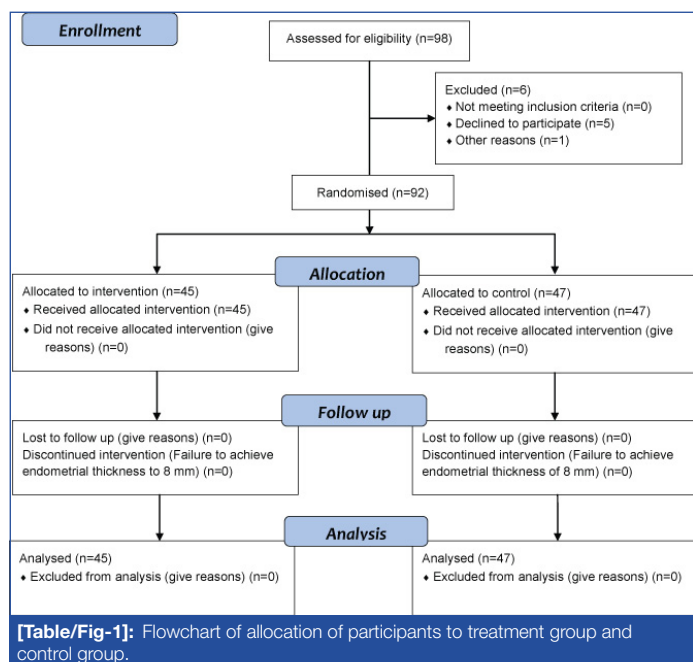 Enrollment
Assessed for eligibility (n=98)
Excluded (n=6)
♦ Not meeting inclusion criteria (n=0)
♦ Declined to participate (n=5)
♦ Other reasons (n=1)
Randomised (n=92)
Allocation
Allocated to intervention (n=45)
♦ Received allocated intervention (n=45)
♦ Did not receive allocated intervention (give
reasons) (n=0)
Allocated to control (n=47)
♦ Received allocated intervention (n=47)
♦ Did not receive allocated intervention (give
reasons) (n=0)
Follow up
Lost to follow up (give reasons) (n=0)
Discontinued intervention (Failure to achieve
endometrial thickness to 8 mm) (n=0)
Lost to follow up (give reasons) (n=0)
Discontinued intervention (Failure to achieve
endometrial thickness of 8 mm) (n=0)
Analysis
Analysed (n=45)
♦ Excluded from analysis (give reasons) (n=0)
Analysed (n=47)
♦ Excluded from analysis (give reasons) (n=0)
[Table/Fig-1]: Flowchart of allocation of participants to treatment group and
control group.